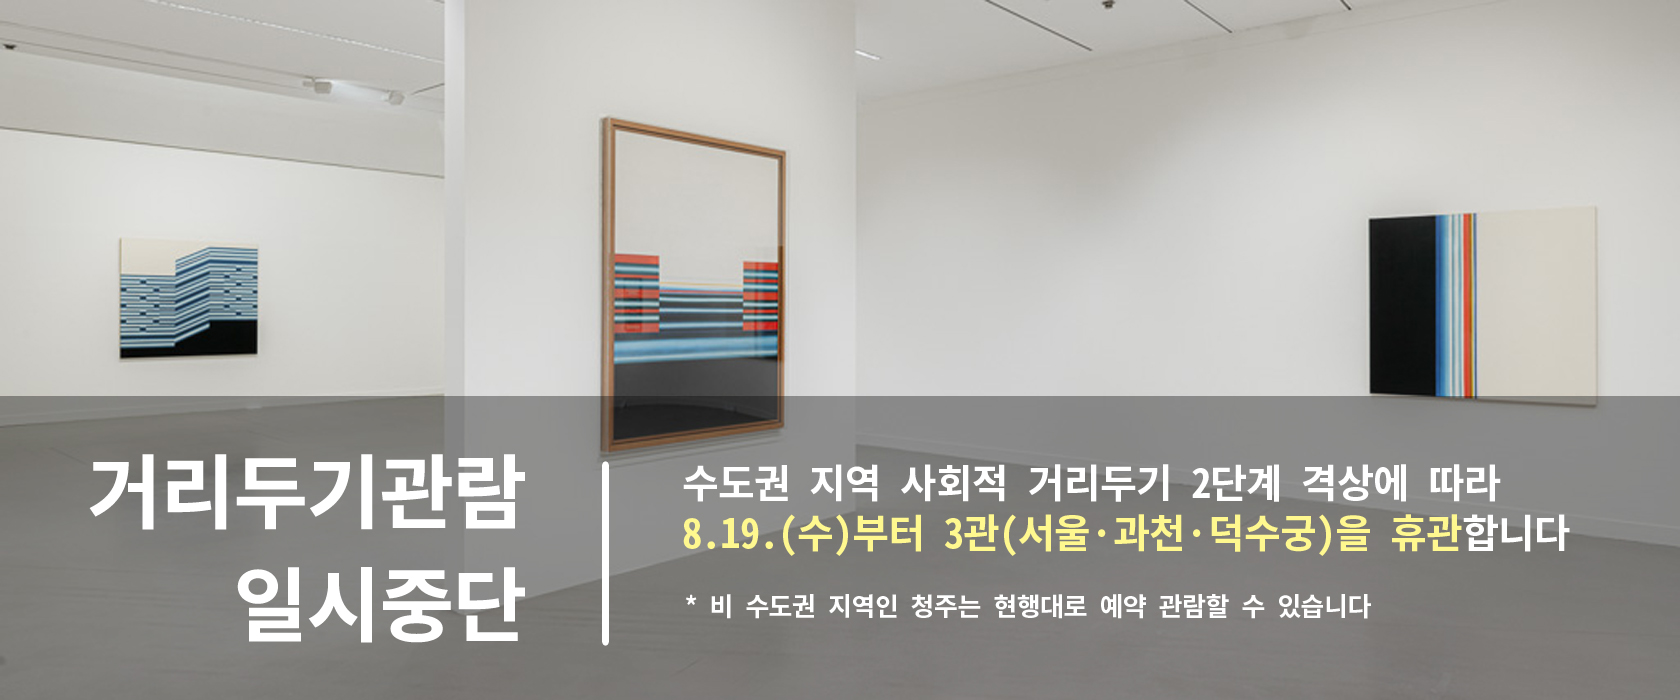 거리두기관람
일시중단
수도권 지역 사회적 거리두기 2단계 격상에 따라
8.19.(수)부터 3관(서울·과천·덕수궁)을 휴관합니다
* 비 수도권 지역인 청주는 현행대로 예약 관람할 수 있습니다